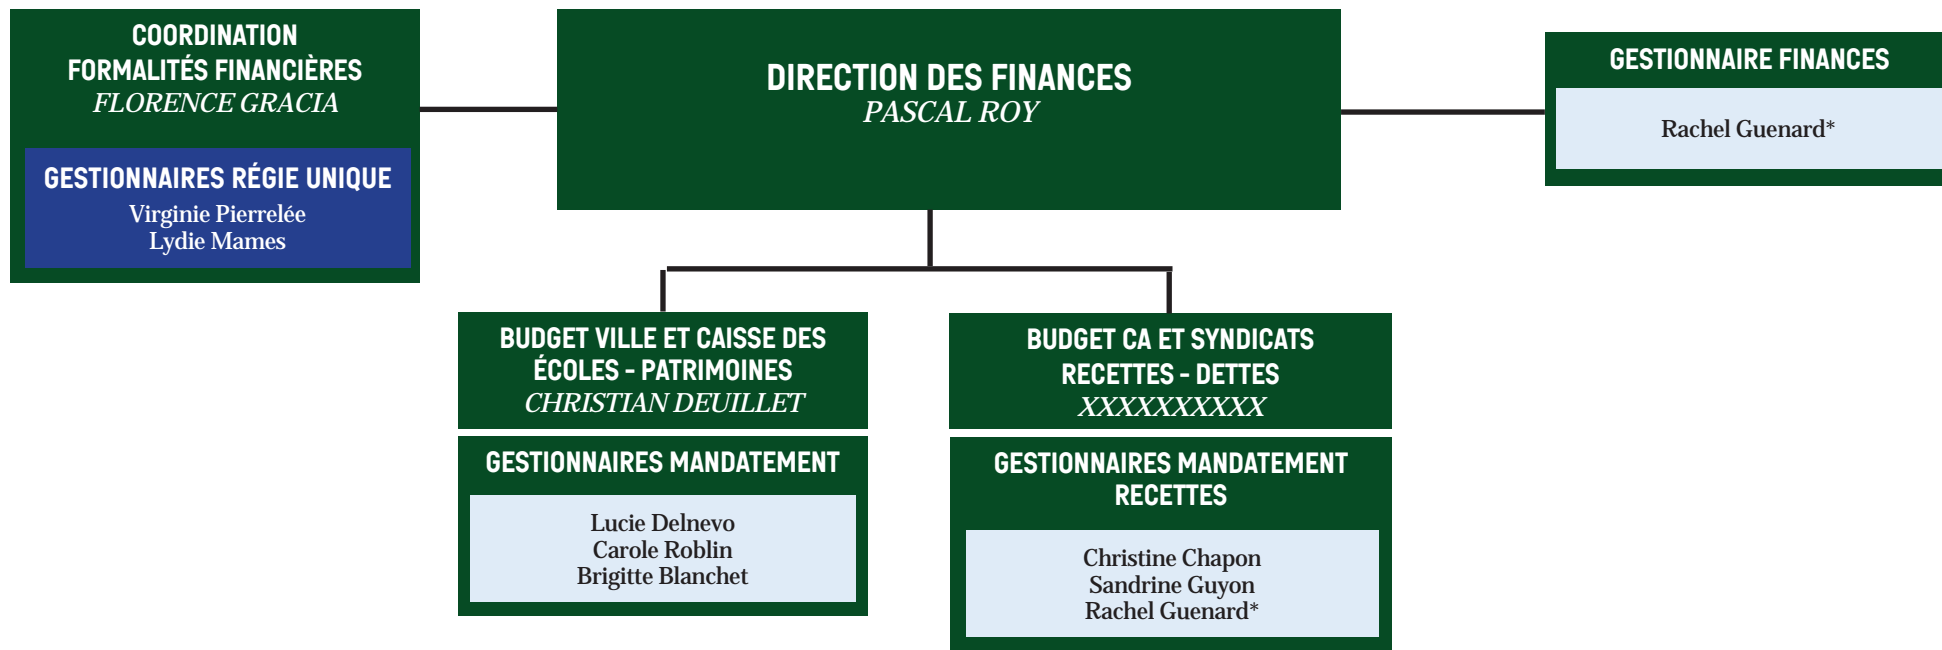 COORDINATION
FORMALITÉS FINANCIÈRES
FLORENCE GRACIA
GESTIONNAIRES RÉGIE UNIQUE
Virginie Pierrelée
Lydie Mames
DIRECTION DES FINANCES
PASCAL ROY
GESTIONNAIRE FINANCES
Rachel Guenard*
BUDGET VILLE ET CAISSE DES
ÉCOLES - PATRIMOINES
CHRISTIAN DEUILLET
GESTIONNAIRES MANDATEMENT
Lucie Delnevo
Carole Roblin
Brigitte Blanchet
BUDGET CA ET SYNDICATS
RECETTES - DETTES
XXXXXXXXXX
GESTIONNAIRES MANDATEMENT
RECETTES
Christine Chapon
Sandrine Guyon
Rachel Guenard*